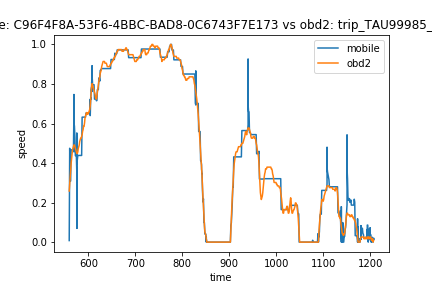 e: C96F4F8A-53F6-4BBC-BAD8-0C6743F7E173 vs obd2: trip_TAU99985_
mobile
obd2
1.0
0.8
0.6
0.4
0.2
0.0
speed
600 700 800 900 1000 1100 1200
time